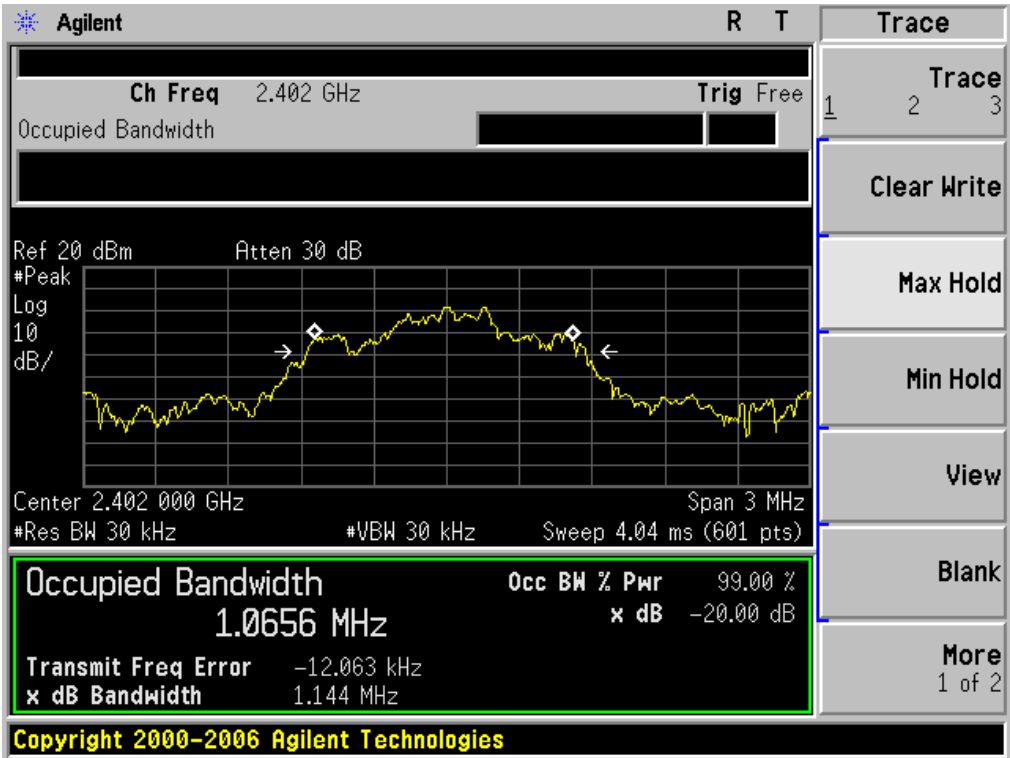 Agilent R T
Ch Freq 2.402 GHz Trig Free
Occupied Bandwidth
Ref 20 dBm Atten 30 dB
#Peak
Log
10
dB/
Center 2.402 000 GHz Span 3 MHz
#Res BW 30 kHz #VBW 30 kHz Sweep 4.04 ms (601 pts)
Occupied Bandwidth
1.0656 MHz
Occ BW % Pwr 99.00 %
x dB -20.00 dB
Transmit Freq Error -12.063 kHz
x dB Bandwidth 1.144 MHz
Copyright 2000-2006 Agilent Technologies
Trace
Trace
1 2 3
Clear Write
Max Hold
Min Hold
View
Blank
More
1 of 2